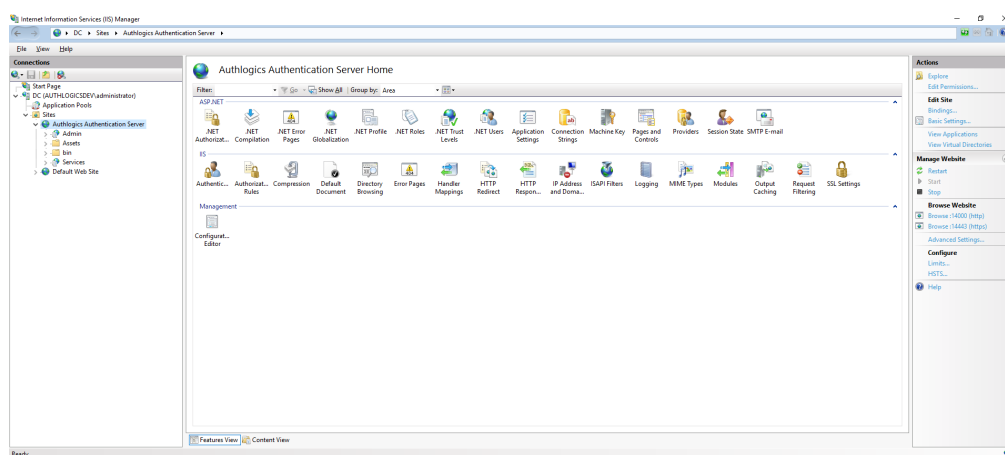 Internet Information Services (IIS) Manager
DC ▸ Sites ▸ Authlogics Authentication Server ▸
File View Help
Connections
Start Page
DC (AUTHLOGICSDEV\administrator)
Application Pools
Sites
Authlogics Authentication Server
Admin
Assets
bin
Services
Default Web Site
Authlogics Authentication Server Home
Filter: Go Show All Group by: Area
ASP.NET
.NET Authorizat...
.NET Compilation
.NET Error Pages
.NET Globalization
.NET Profile
.NET Roles
.NET Trust Levels
.NET Users
Application Settings
Connection Strings
Machine Key
Pages and Controls
Providers
Session State
SMTP E-mail
IIS
Authentic...
Authorizat... Rules
Compression
Default Document
Directory Browsing
Error Pages
Handler Mappings
HTTP Redirect
HTTP Respon...
IP Address and Doma...
ISAPI Filters
Logging
MIME Types
Modules
Output Caching
Request Filtering
SSL Settings
Management
Configurat... Editor
Features View Content View
Ready
Actions
Explore
Edit Permissions...
Edit Site
Bindings...
Basic Settings...
View Applications
View Virtual Directories
Manage Website
Restart
Start
Stop
Browse Website
Browse :14000 (http)
Browse :14443 (https)
Advanced Settings...
Configure
Limits...
HSTS...
Help